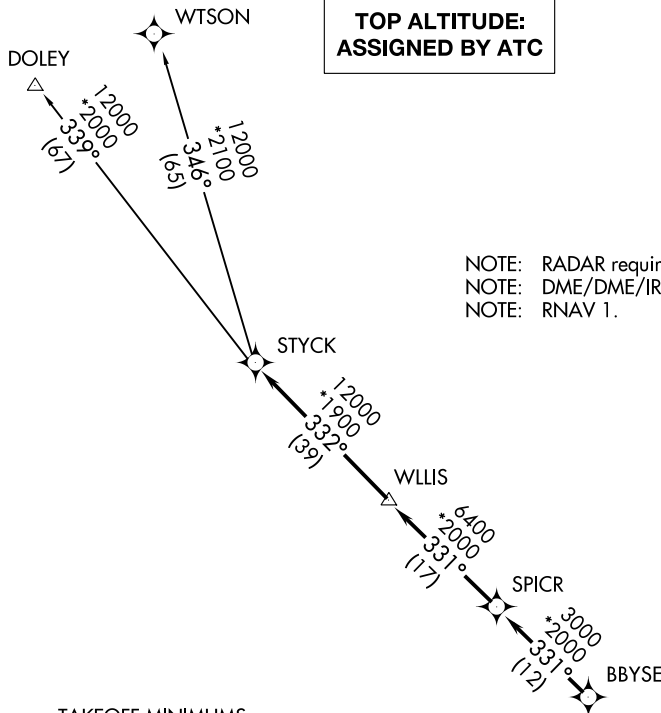 WTSON
TOP ALTITUDE:
ASSIGNED BY ATC
DOLEY
12000
*2000
339°
(67)
12000
*2100
346°
(65)
NOTE: RADAR requir
NOTE: DME/DME/IR
NOTE: RNAV 1.
STYCK
12000
*1900
332°
(39)
WLLIS
6400
*2000
331°
(17)
SPICR
3000
*2000
331°
(12)
BBYSE
TAKEOFF MINIMUMS